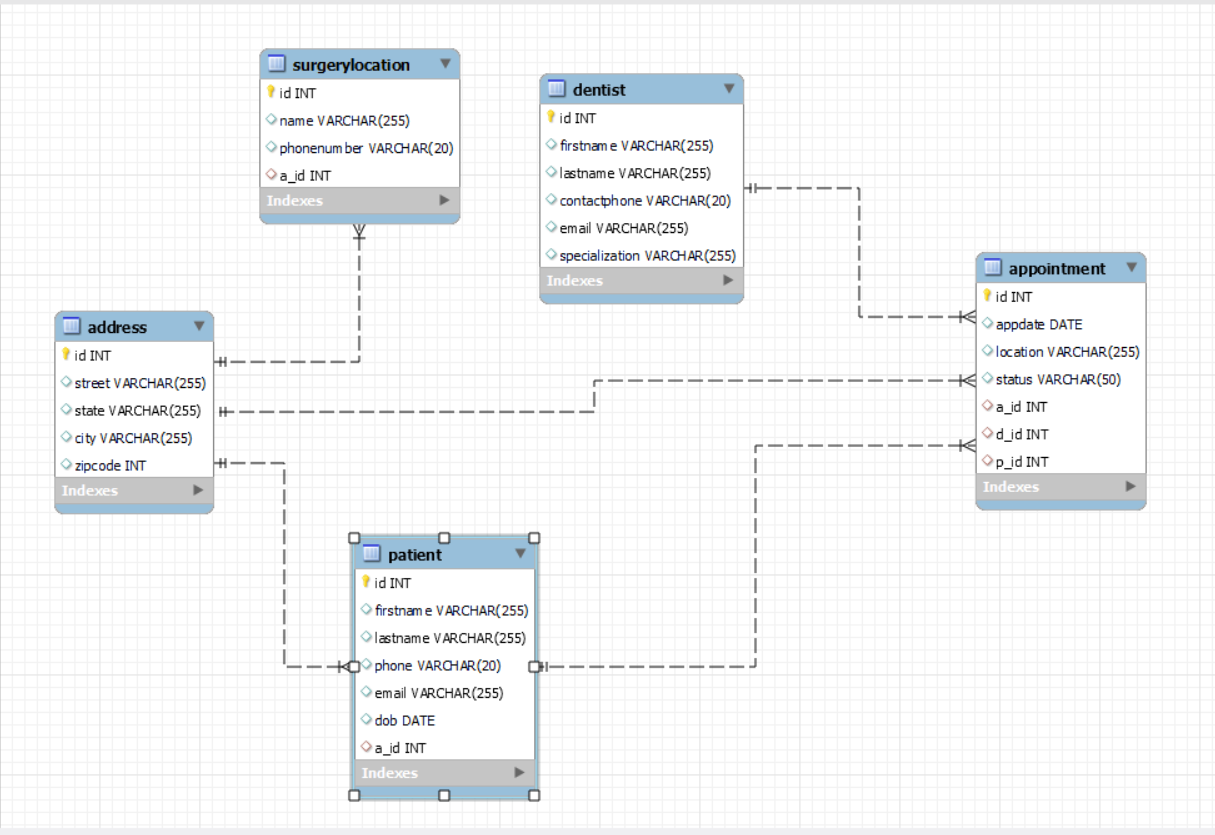 surgerylocation
id INT
name VARCHAR(255)
phonenumber VARCHAR(20)
a_id INT
Indexes
dentist
id INT
firstname VARCHAR(255)
lastname VARCHAR(255)
contactphone VARCHAR(20)
email VARCHAR(255)
specialization VARCHAR(255)
Indexes
appointment
id INT
appdate DATE
location VARCHAR(255)
status VARCHAR(50)
a_id INT
d_id INT
p_id INT
Indexes
address
id INT
street VARCHAR(255)
state VARCHAR(255)
city VARCHAR(255)
zipcode INT
Indexes
patient
id INT
firstname VARCHAR(255)
lastname VARCHAR(255)
phone VARCHAR(20)
email VARCHAR(255)
dob DATE
a_id INT
Indexes